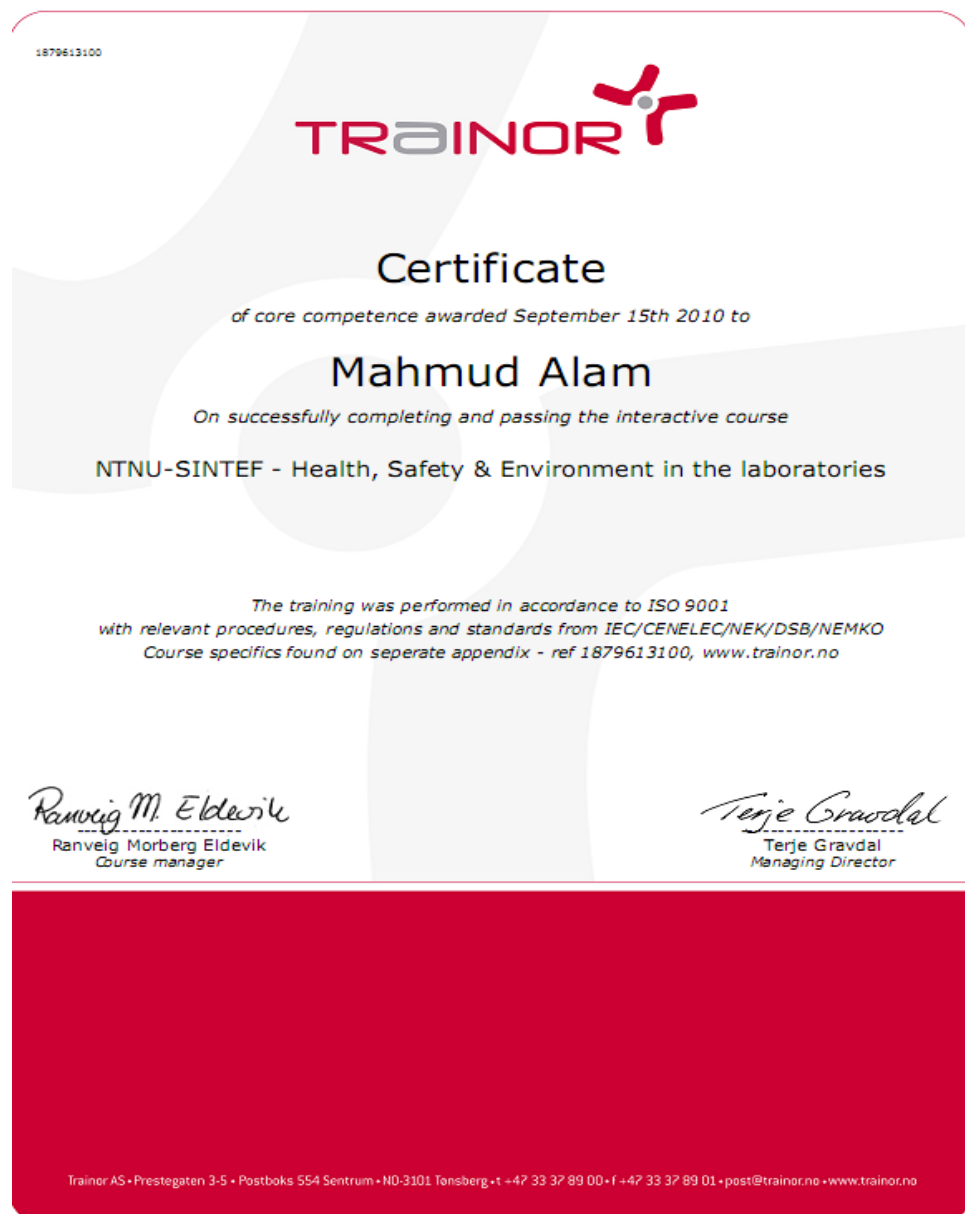 1879613100
TRaINOR
Certificate
of core competence awarded September 15th 2010 to
Mahmud Alam
On successfully completing and passing the interactive course
NTNU-SINTEF - Health, Safety & Environment in the laboratories
The training was performed in accordance to ISO 9001
with relevant procedures, regulations and standards from IEC/CENELEC/NEK/DSB/NEMKO
Course specifics found on seperate appendix - ref 1879613100, www.trainor.no
Ranveig M. Eldevik
Terje Gravdal
Ranveig Morberg Eldevik
Terje Gravdal
Course manager
Managing Director
Trainor AS • Prestegaten 3-5 • Postboks 554 Sentrum • NO-3101 Tønsberg • t +47 33 37 89 00 • f +47 33 37 89 01 • post@trainor.no • www.trainor.no